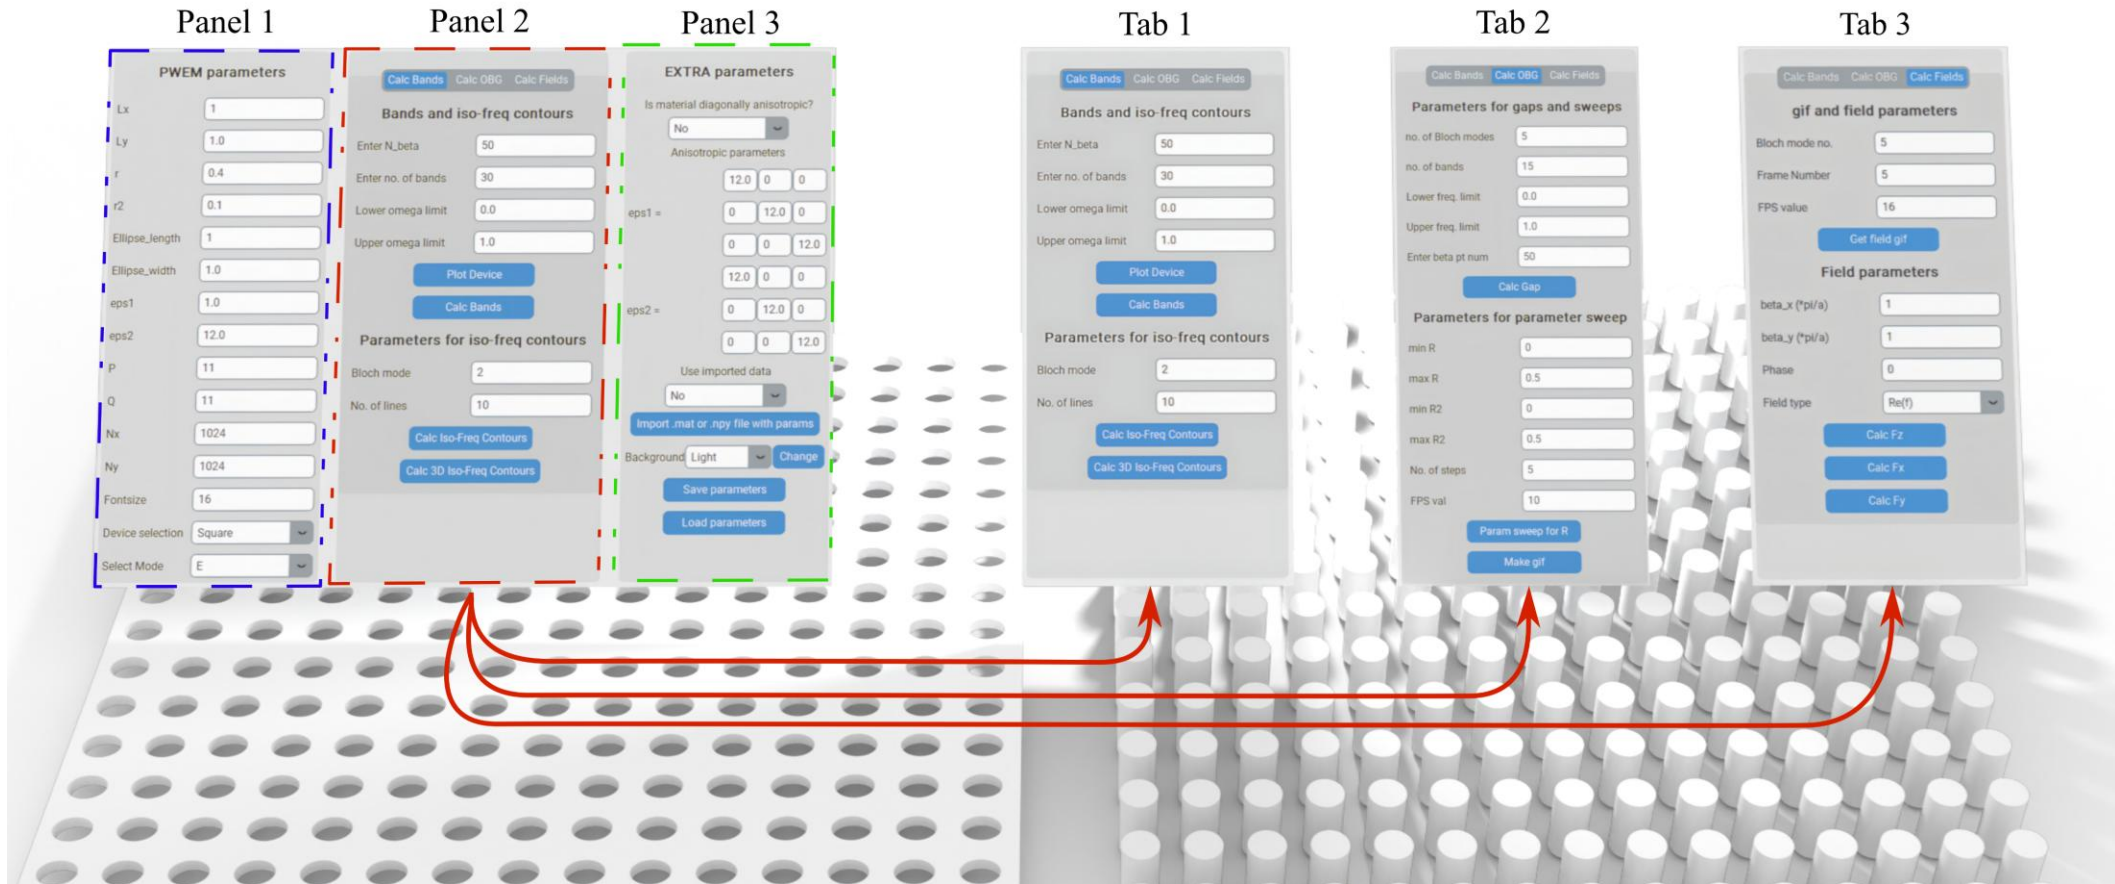 Panel 1
PWEM parameters
Lx 1
Ly 1.0
r 0.4
r2 0.1
Ellipse_length 1
Ellipse_width 1.0
eps1 1.0
eps2 12.0
P 11
Q 11
Nx 1024
Ny 1024
Fontsize 16
Device selection Square
Select Mode E
Panel 2
Calc Bands Calc OBG Calc Fields
Bands and iso-freq contours
Enter N_beta 50
Enter no. of bands 30
Lower omega limit 0.0
Upper omega limit 1.0
Plot Device
Calc Bands
Parameters for iso-freq contours
Bloch mode 2
No. of lines 10
Calc Iso-Freq Contours
Calc 3D Iso-Freq Contours
Panel 3
EXTRA parameters
Is material diagonally anisotropic?
No
Anisotropic parameters
12.0 0 0
eps1 = 0 12.0 0
0 0 12.0
12.0 0 0
eps2 = 0 12.0 0
0 0 12.0
Use imported data
No
Import .mat or .npy file with params
Background Light Change
Save parameters
Load parameters
Tab 1
Calc Bands Calc OBG Calc Fields
Bands and iso-freq contours
Enter N_beta 50
Enter no. of bands 30
Lower omega limit 0.0
Upper omega limit 1.0
Plot Device
Calc Bands
Parameters for iso-freq contours
Bloch mode 2
No. of lines 10
Calc Iso-Freq Contours
Calc 3D Iso-Freq Contours
Tab 2
Calc Bands Calc OBG Calc Fields
Parameters for gaps and sweeps
no. of Bloch modes 5
no. of bands 15
Lower freq. limit 0.0
Upper freq. limit 1.0
Enter beta pt num 50
Calc Gap
Parameters for parameter sweep
min R 0
max R 0.5
min R2 0
max R2 0.5
No. of steps 5
FPS val 10
Param sweep for R
Make gif
Tab 3
Calc Bands Calc OBG Calc Fields
gif and field parameters
Bloch mode no. 5
Frame Number 5
FPS value 16
Get field gif
Field parameters
beta_x (*pi/a) 1
beta_y (*pi/a) 1
Phase 0
Field type Re(f)
Calc Fz
Calc Fx
Calc Fy